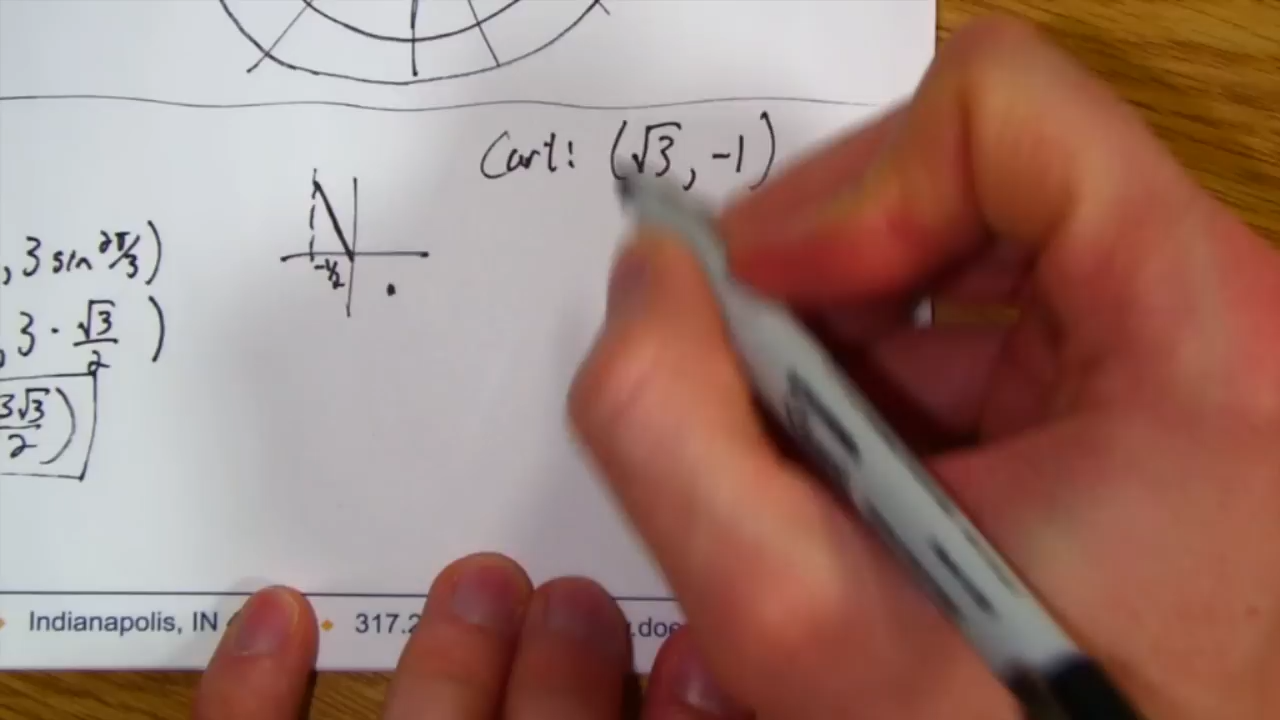 Cart: (√3, -1)
, 3 sin 2π/3)
-1/2
3 · √3/2 )
3√3/2)
Indianapolis, IN
317.2
.doe